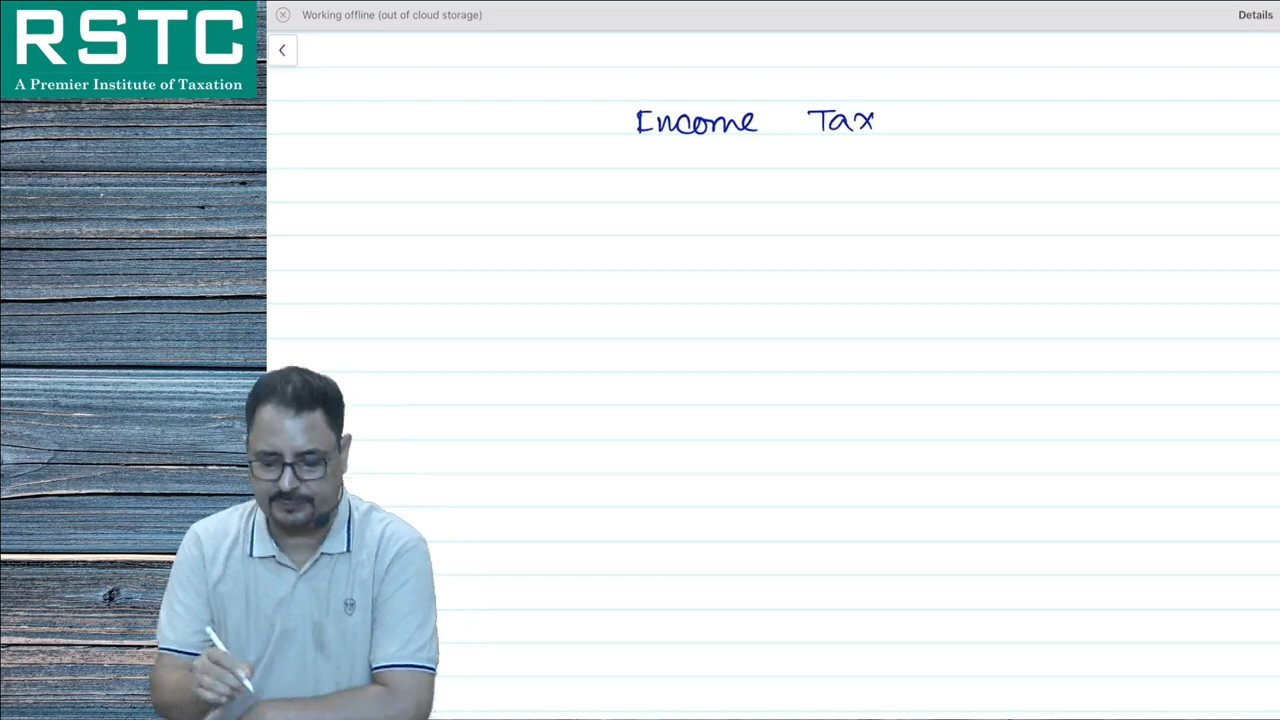 RSTC
A Premier Institute of Taxation
Working offline (out of cloud storage)
Details
Income Tax